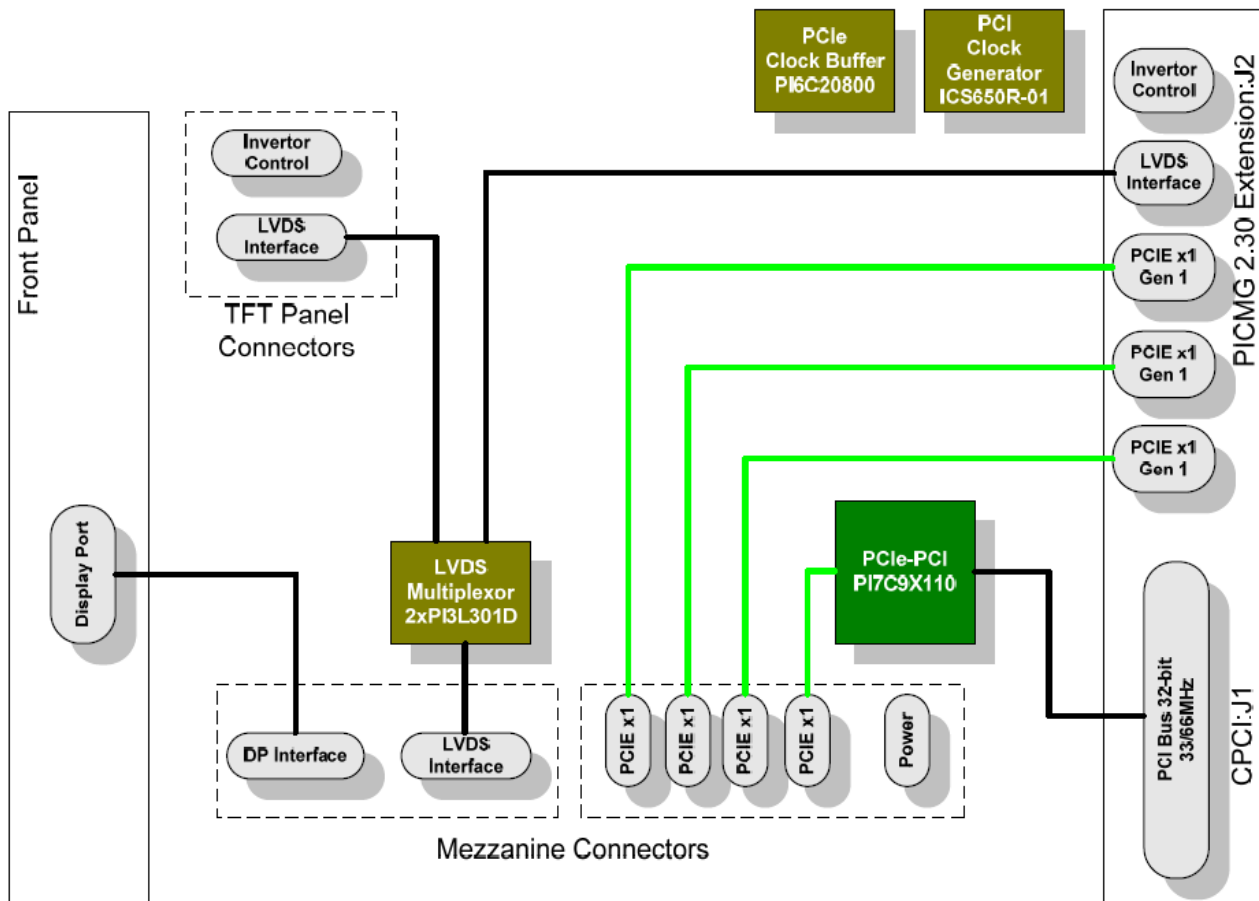 PCIe
Clock Buffer
PI6C20800
PCI
Clock
Generator
ICS650R-01
Invertor
Control
LVDS
Interface
PCIE x1
Gen 1
PCIE x1
Gen 1
PCIE x1
Gen 1
PICMG 2.30 Extension:J2
Front Panel
Invertor
Control
LVDS
Interface
TFT Panel
Connectors
Display Port
LVDS
Multiplexor
2xPI3L301D
PCIe-PCI
PI7C9X110
PCI Bus 32-bit
33/66MHz
CPCI:J1
DP Interface
LVDS
Interface
PCIE x1
PCIE x1
PCIE x1
PCIE x1
Power
Mezzanine Connectors